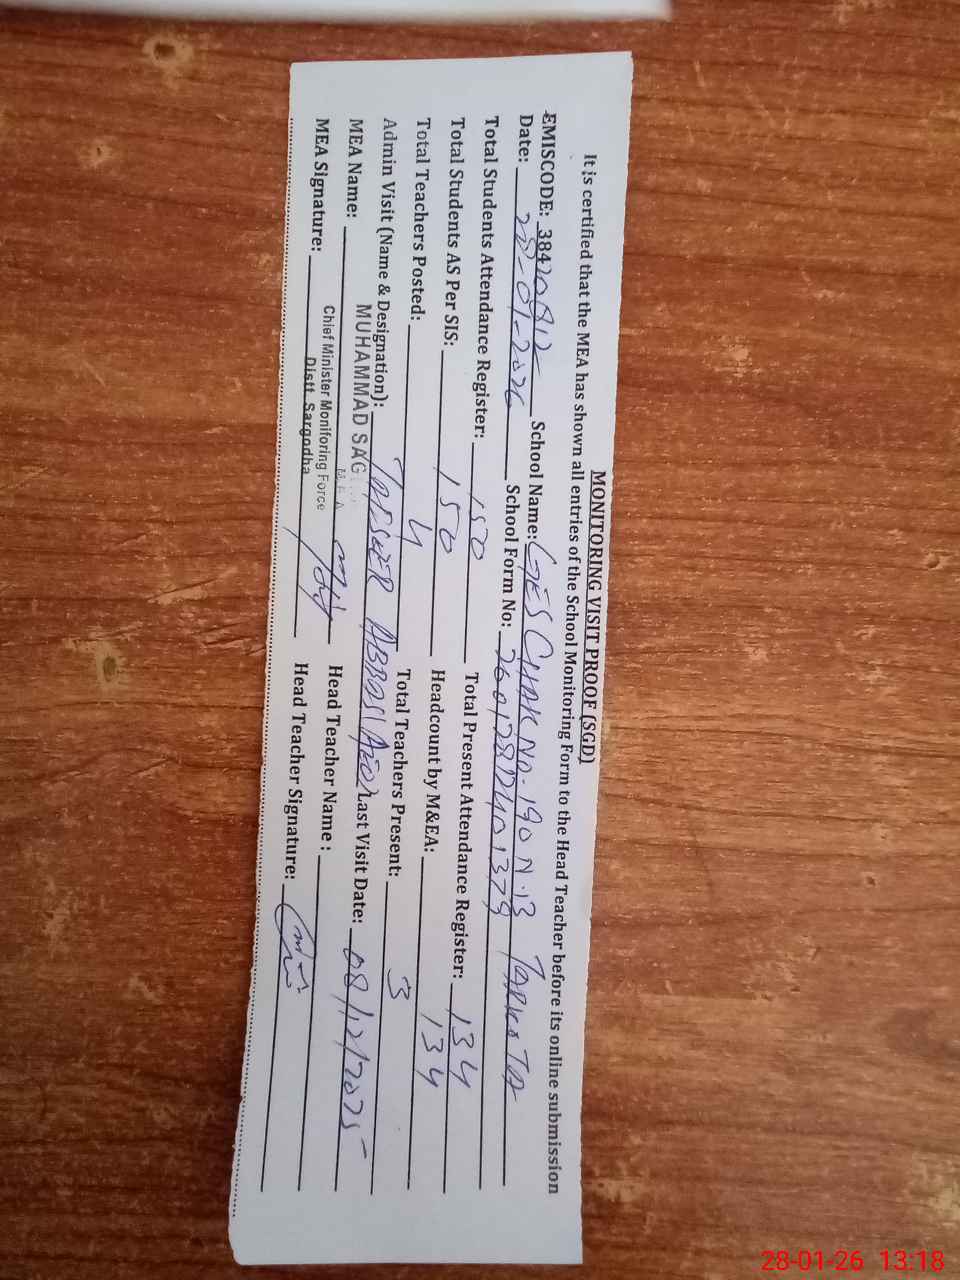 MONITORING VISIT PROOF (SGD)
It is certified that the MEA has shown all entries of the School Monitoring Form to the Head Teacher before its online submission
EMISCODE: 38420812 School Name: GES CHAK NO. 190 N.B
Date: 28-01-2026 School Form No:
Total Students Attendance Register: 150 Total Present Attendance Register: 134
Total Students AS Per SIS: 150 Headcount by M&EA: 134
Total Teachers Posted: 4 Total Teachers Present: 3
Admin Visit (Name & Designation): ABBAS (AEO) Last Visit Date: 08/12/2025
MEA Name: MUHAMMAD Head Teacher Name :
M.E.A
Chief Minister Monitoring Force
MEA Signature: Distt. Sargodha Head Teacher Signature:
28-01-26 13:18